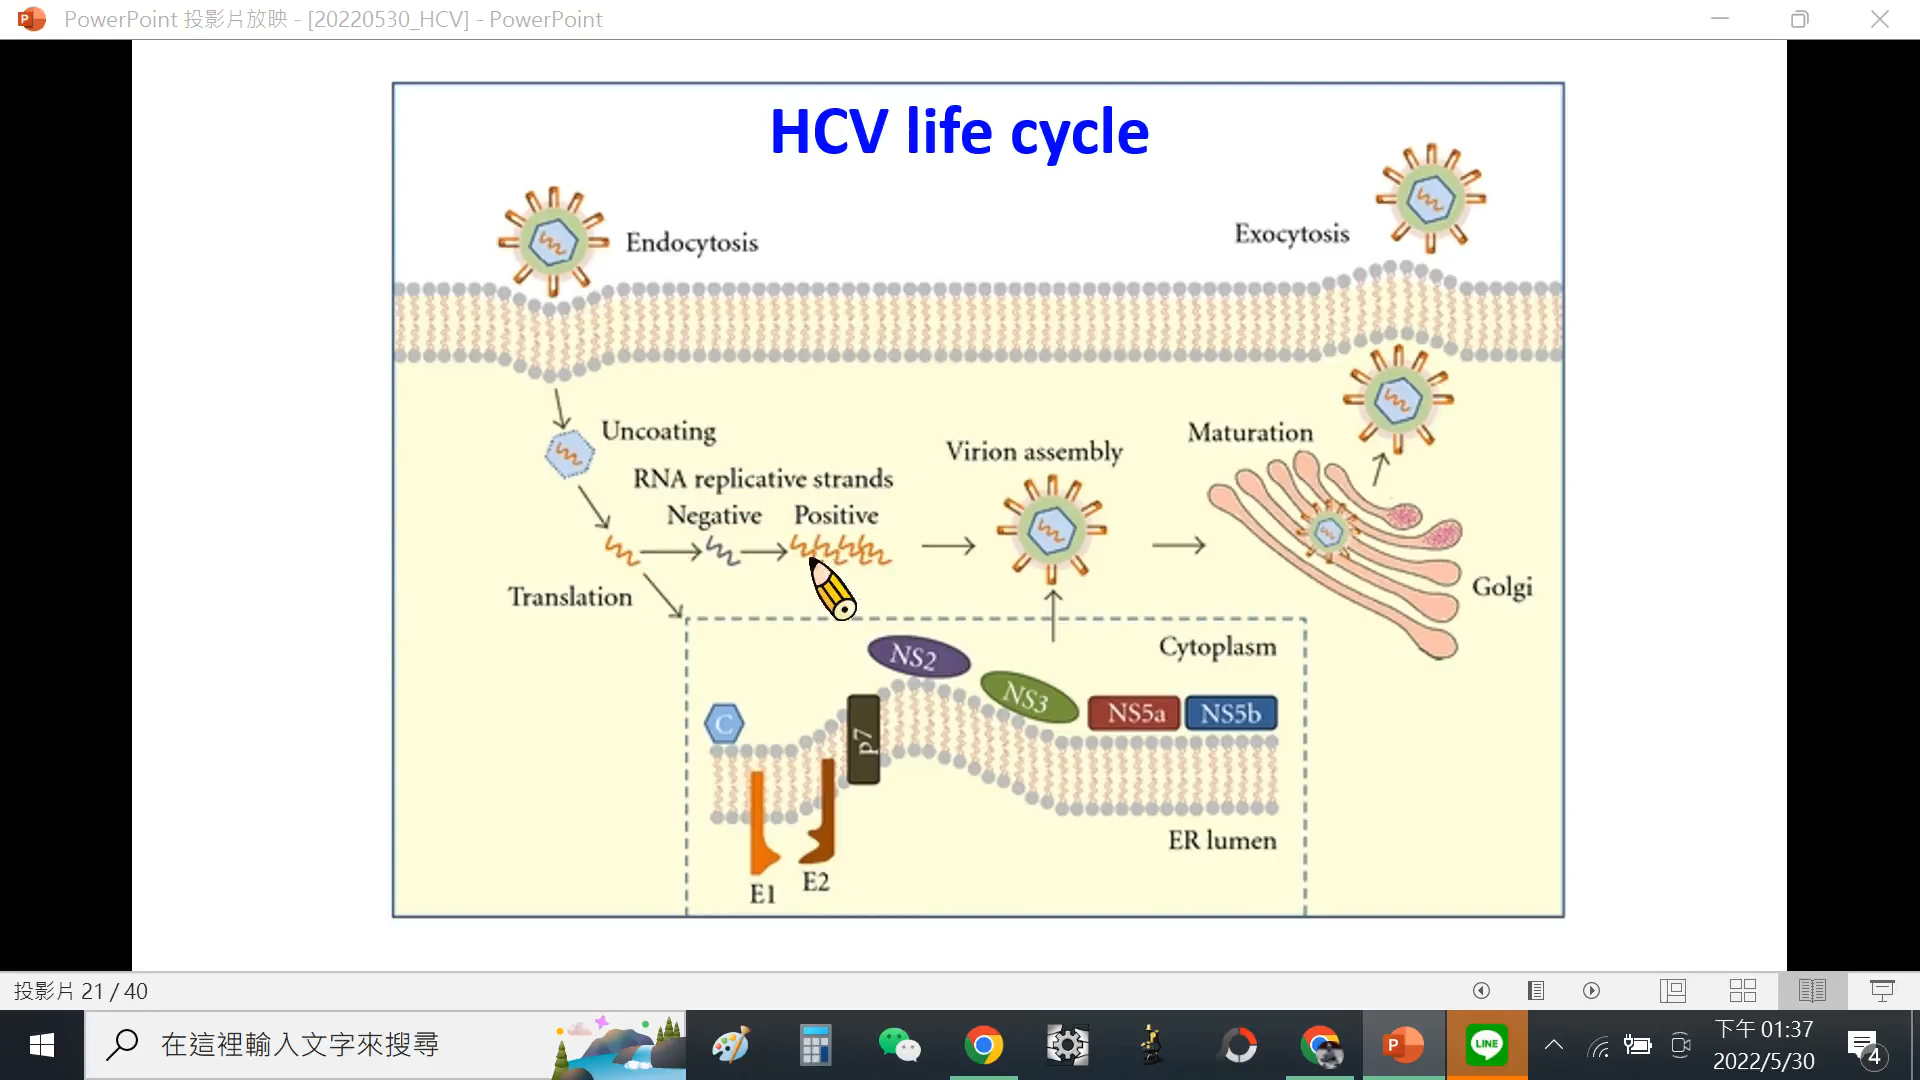 PowerPoint 投影片放映 - [20220530_HCV] - PowerPoint
HCV life cycle
Endocytosis
Exocytosis
Uncoating
RNA replicative strands
Negative
Positive
Virion assembly
Maturation
Golgi
Translation
Cytoplasm
NS2
NS3
NS5a
NS5b
C
p7
E1
E2
ER lumen
投影片 21 / 40
在這裡輸入文字來搜尋
P
LINE
下午 01:37
2022/5/30
4